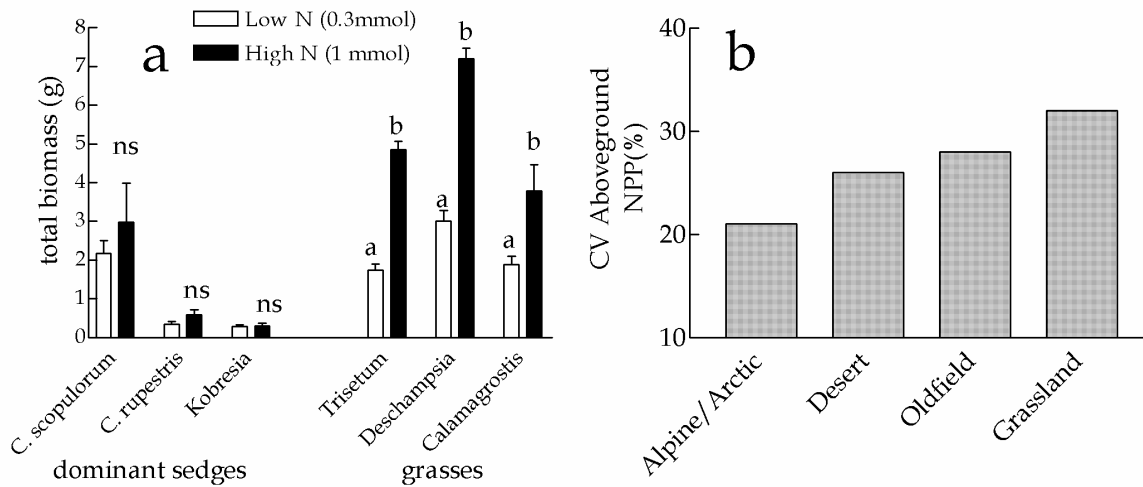 a
Low N (0.3mmol)
High N (1 mmol)
total biomass (g)
8
7
6
5
4
3
2
1
0
ns
ns
ns
a
b
a
b
a
b
C. scopulorum
C. rupestris
Kobresia
Trisetum
Deschampsia
Calamagrostis
dominant sedges
grasses
b
CV Aboveground
NPP(%)
40
30
20
10
Alpine/Arctic
Desert
Oldfield
Grassland